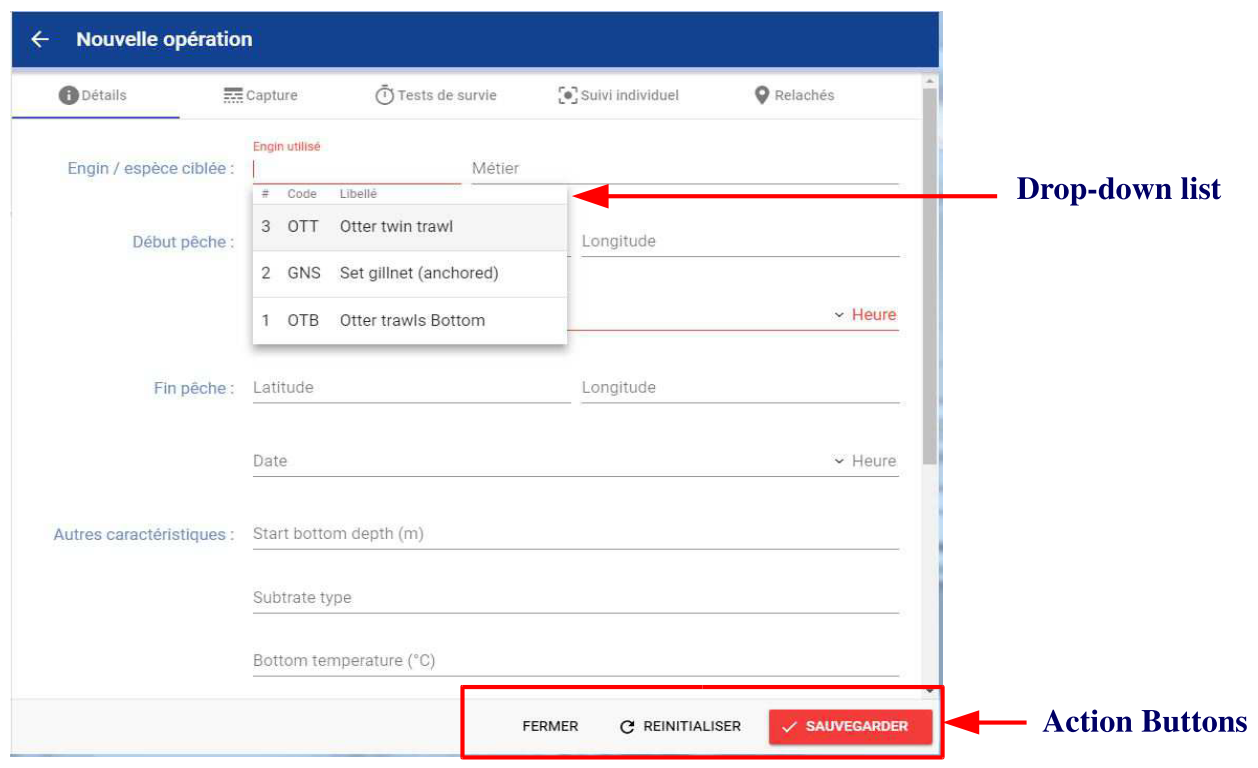 Nouvelle opération
Détails Capture Tests de survie Suivi individuel Relachés
Engin utilisé
Engin / espèce ciblée : Métier
# Code Libellé
Drop-down list
3 OTT Otter twin trawl
Début pêche : Longitude
2 GNS Set gillnet (anchored)
1 OTB Otter trawls Bottom
Heure
Fin pêche : Latitude Longitude
Date Heure
Autres caractéristiques : Start bottom depth (m)
Subtrate type
Bottom temperature (°C)
FERMER REINITIALISER SAUVEGARDER
Action Buttons